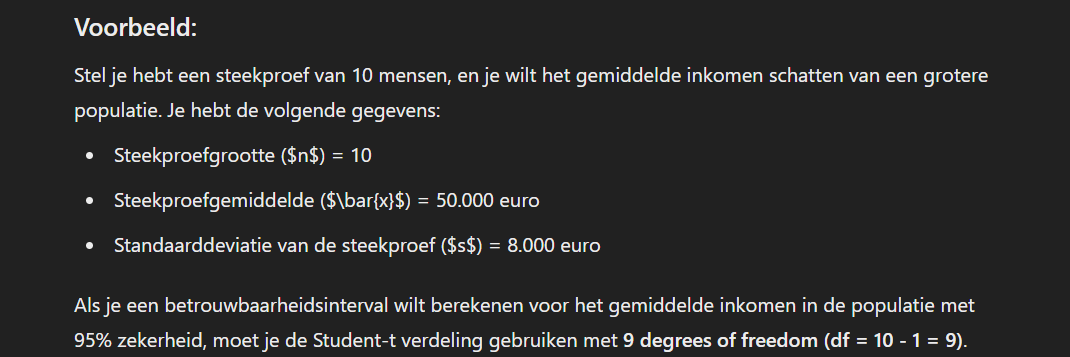 Voorbeeld:
Stel je hebt een steekproef van 10 mensen, en je wilt het gemiddelde inkomen schatten van een grotere
populatie. Je hebt de volgende gegevens:
• Steekproefgrootte ($n$) = 10
• Steekproefgemiddelde ($\bar{x}$) = 50.000 euro
• Standaarddeviatie van de steekproef ($s$) = 8.000 euro
Als je een betrouwbaarheidsinterval wilt berekenen voor het gemiddelde inkomen in de populatie met
95% zekerheid, moet je de Student-t verdeling gebruiken met 9 degrees of freedom (df = 10 - 1 = 9).